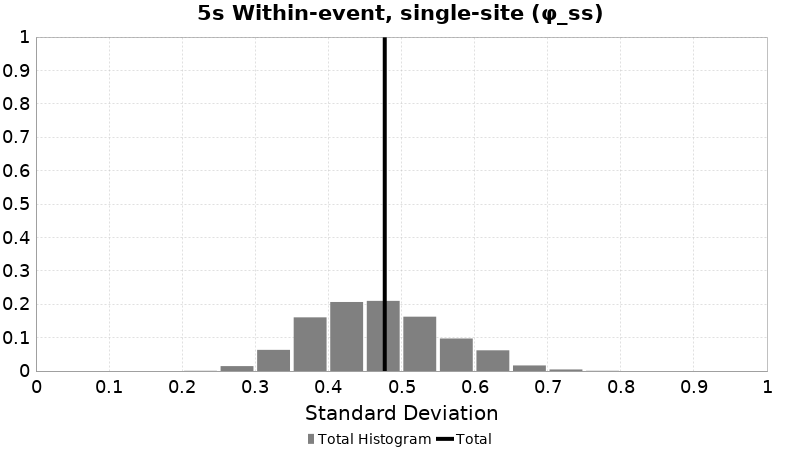 5s Within-event, single-site (φ_ss)
1
0.9
0.8
0.7
0.6
0.5
0.4
0.3
0.2
0.1
0
0 0.1 0.2 0.3 0.4 0.5 0.6 0.7 0.8 0.9 1
Standard Deviation
Total Histogram Total